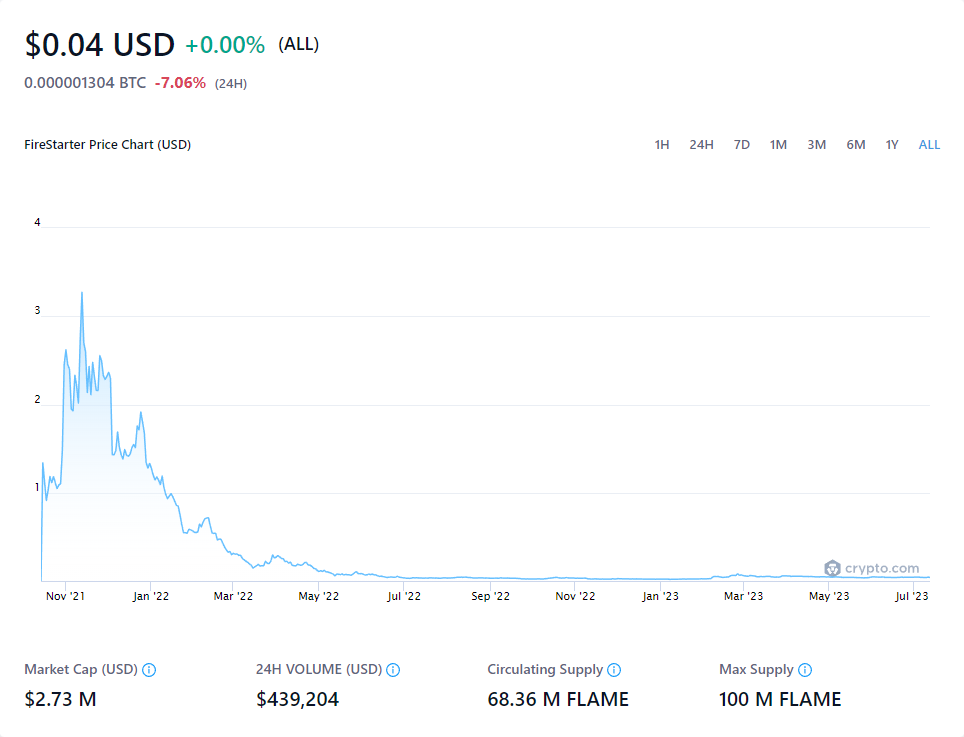 $0.04 USD +0.00% (ALL)
0.000001304 BTC -7.06% (24H)
FireStarter Price Chart (USD) 1H 24H 7D 1M 3M 6M 1Y ALL
4
3
2
1
crypto.com
Nov '21 Jan '22 Mar '22 May '22 Jul '22 Sep '22 Nov '22 Jan '23 Mar '23 May '23 Jul '23
Market Cap (USD) 24H VOLUME (USD) Circulating Supply Max Supply
$2.73 M $439,204 68.36 M FLAME 100 M FLAME